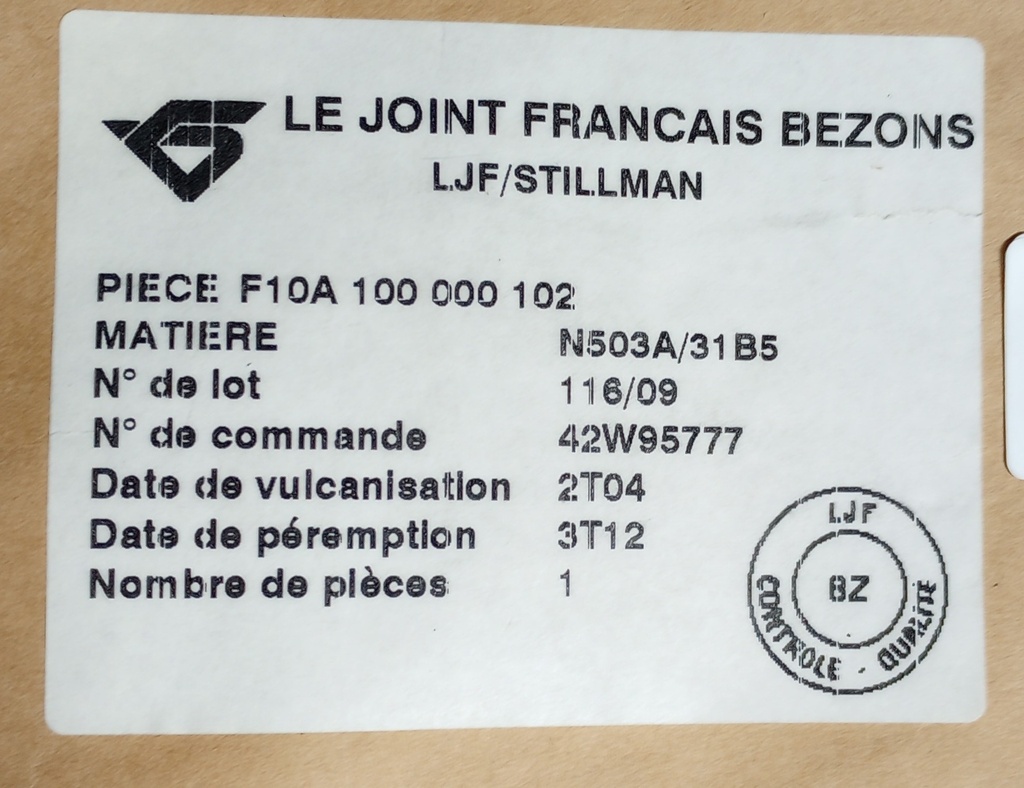 LE JOINT FRANCAIS BEZONS
LJF/STILLMAN
PIECE F10A 100 000 102
MATIERE N503A/31B5
N° de lot 116/09
N° de commande 42W95777
Date de vulcanisation 2T04
Date de péremption 3T12
Nombre de pièces 1
LJF
BZ
CONTROLE - QUALITE